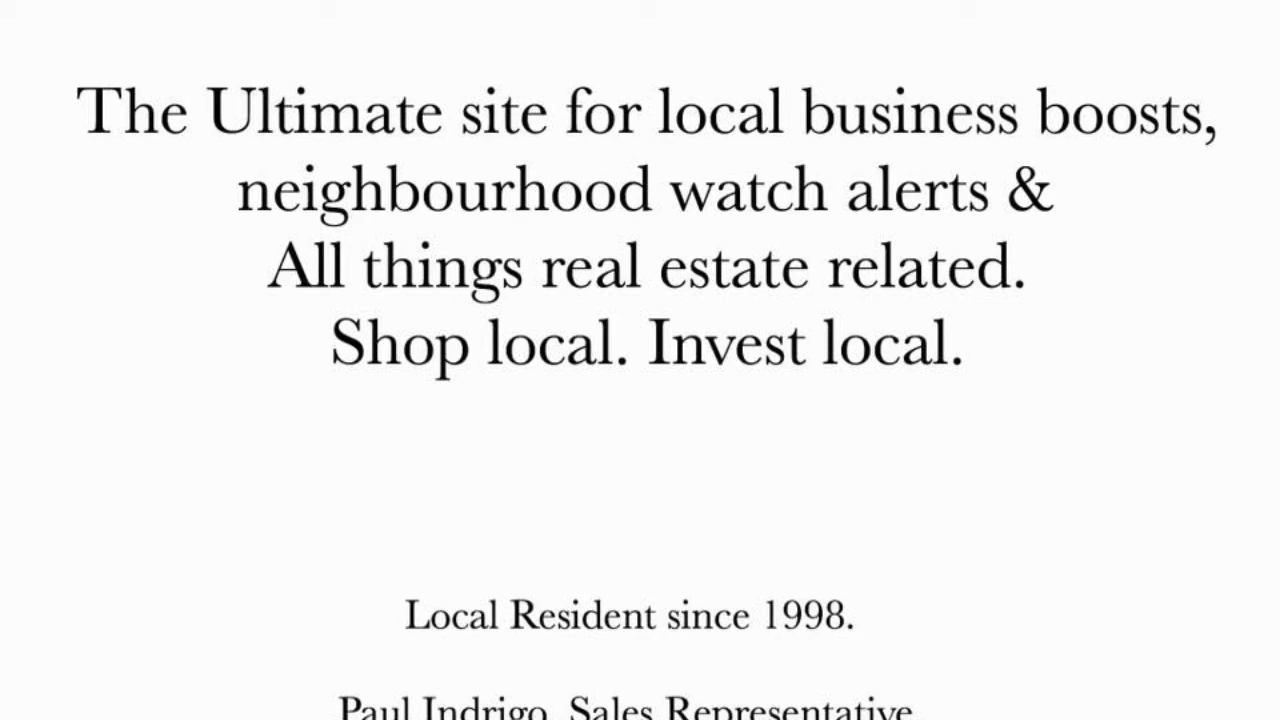 The Ultimate site for local business boosts,
neighbourhood watch alerts &
All things real estate related.
Shop local. Invest local.
Local Resident since 1998.
Paul Indrigo, Sales Representative